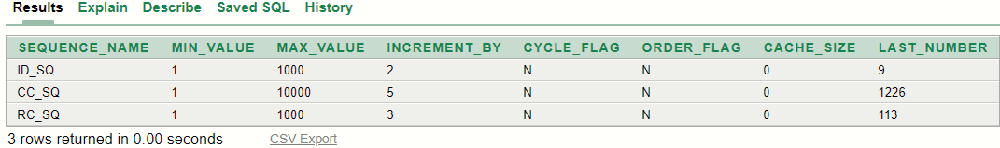 Results Explain Describe Saved SQL History
SEQUENCE_NAME MIN_VALUE MAX_VALUE INCREMENT_BY CYCLE_FLAG ORDER_FLAG CACHE_SIZE LAST_NUMBER
ID_SQ 1 1000 2 N N 0 9
CC_SQ 1 10000 5 N N 0 1226
RC_SQ 1 1000 3 N N 0 113
3 rows returned in 0.00 seconds CSV Export